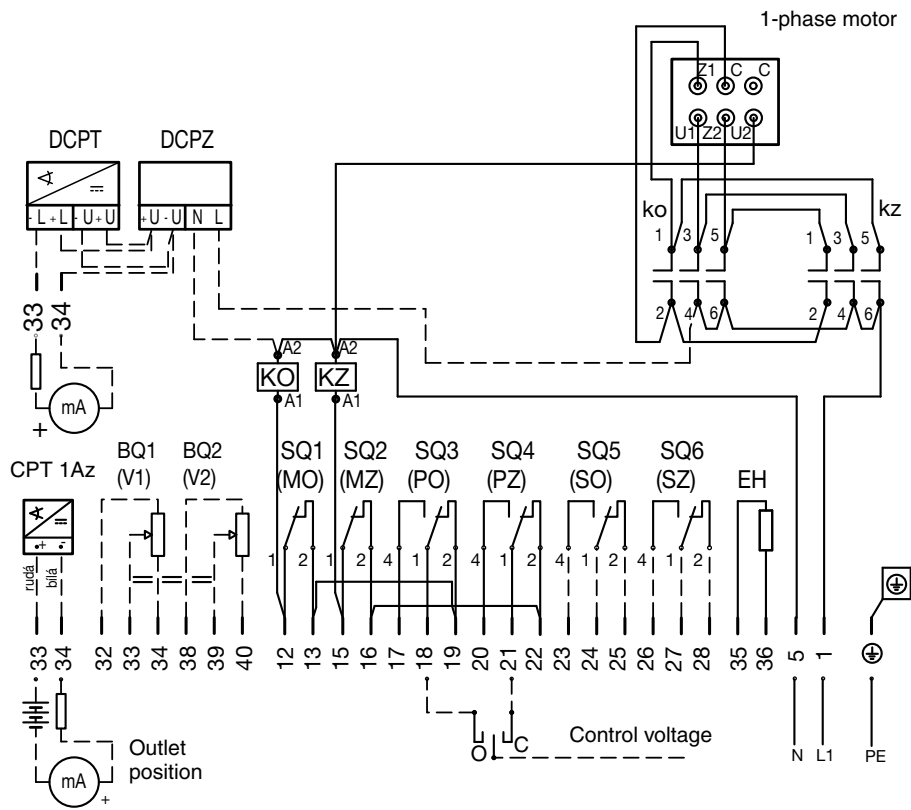 1-phase motor
Z1 C C
U1 Z2 U2
DCPT DCPZ
- L + L - U + U +U -U N L
ko kz
1 3 5 1 3 5
2 4 6 2 4 6
33 34
mA
+
A2 A2
KO KZ
A1 A1
CPT 1Az
BQ1 (V1)
BQ2 (V2)
SQ1 (MO)
SQ2 (MZ)
SQ3 (PO)
SQ4 (PZ)
SQ5 (SO)
SQ6 (SZ)
EH
+ -
rudá bílá
1 2 1 2 4 1 2 4 1 2 4 1 2 4 1 2
33 34 32 33 34 38 39 40 12 13 15 16 17 18 19 20 21 22 23 24 25 26 27 28 35 36 5 1
O C
Control voltage
N L1 PE
Outlet
position
mA
+